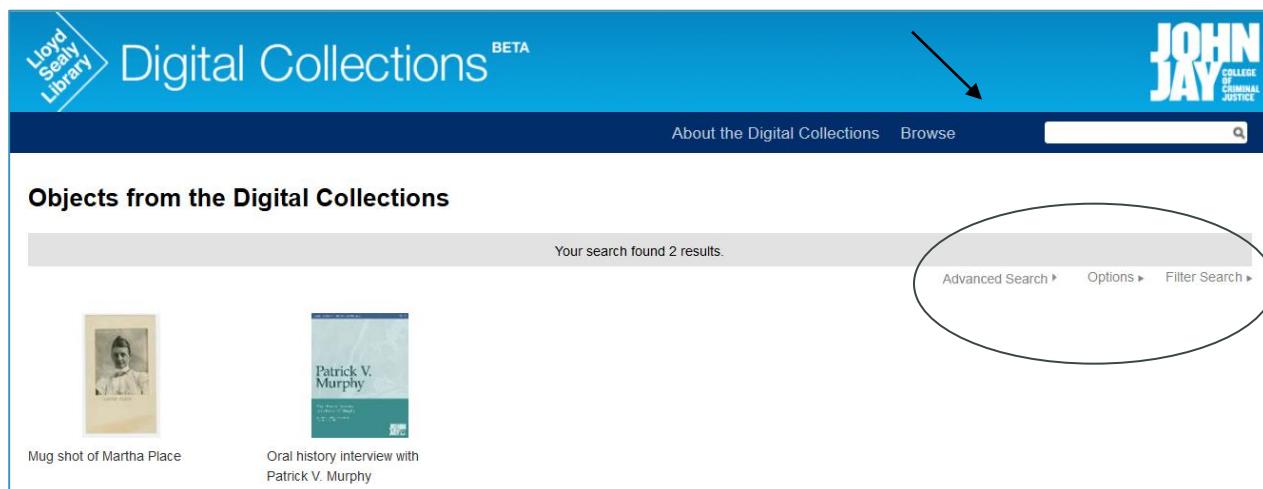 Lloyd
Sealy
Library
Digital Collections BETA
JOHN
JAY
COLLEGE
OF
CRIMINAL
JUSTICE
About the Digital Collections Browse
Objects from the Digital Collections
Your search found 2 results.
Advanced Search Options Filter Search
Patrick V.
Murphy
JOHN
JAY
Mug shot of Martha Place
Oral history interview with
Patrick V. Murphy